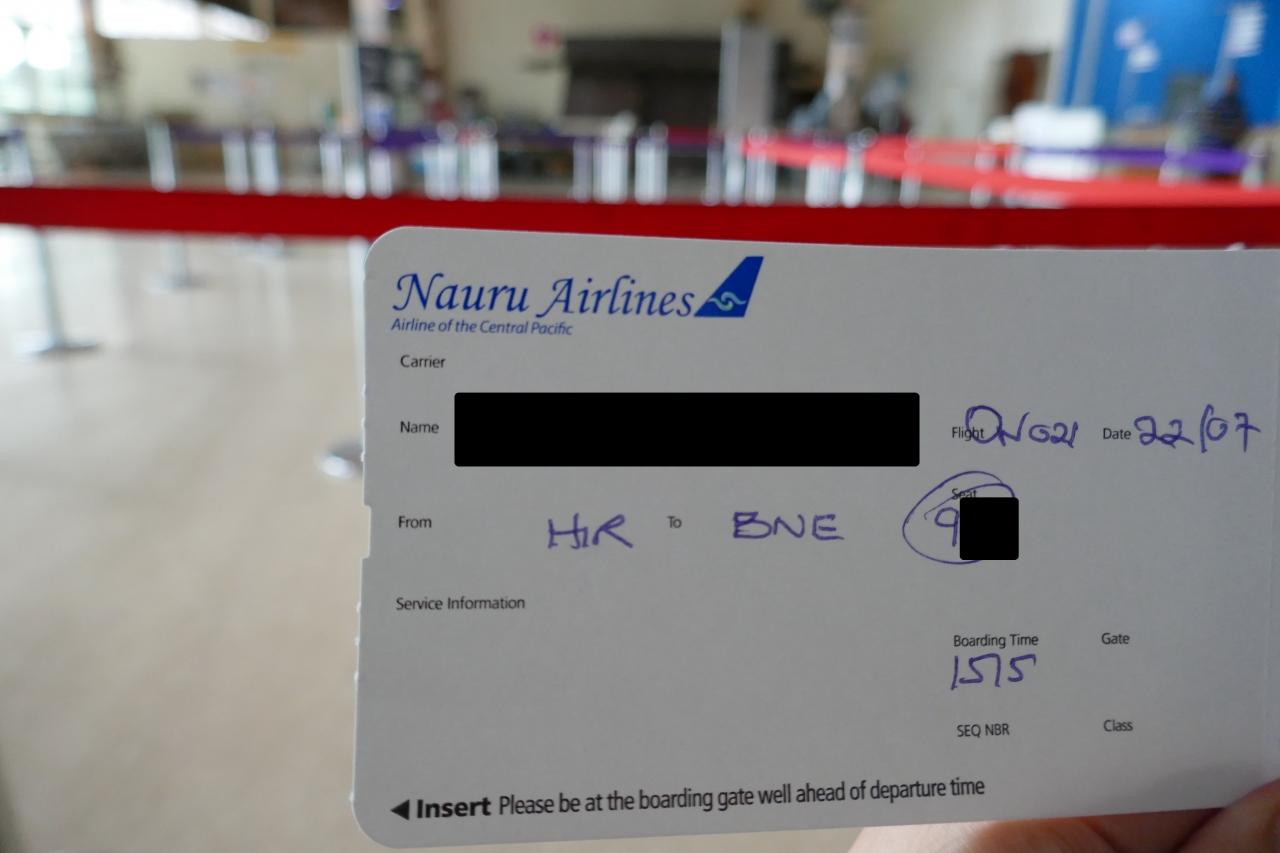 Nauru Airlines
Airline of the Central Pacific
Carrier
Name Flight ON021 Date 22/07
From HIR To BNE Seat 9
Service Information
Boarding Time Gate
1515
SEQ NBR Class
Insert Please be at the boarding gate well ahead of departure time